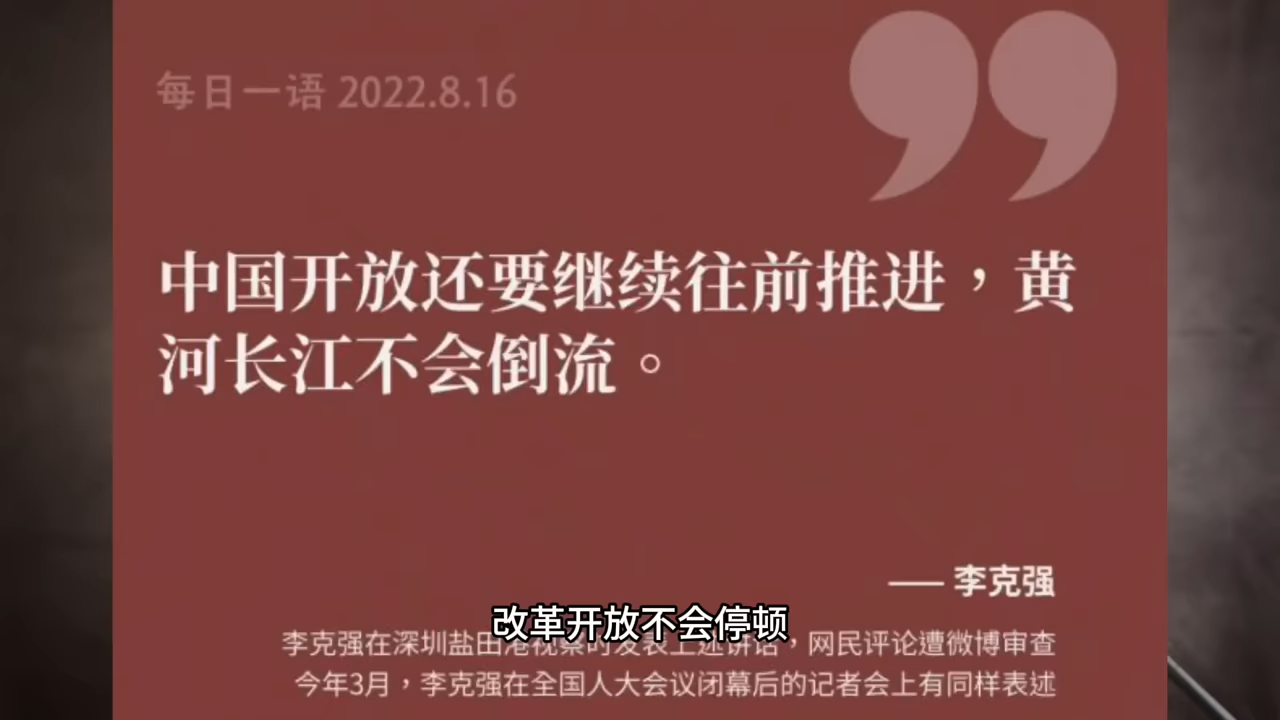 每日一语 2022.8.16
中国开放还要继续往前推进，黄
河长江不会倒流。
—— 李克强
改革开放不会停顿
李克强在深圳盐田港视察时发表上述讲话，网民评论遭微博审查
今年3月，李克强在全国人大会议闭幕后的记者会上有同样表述